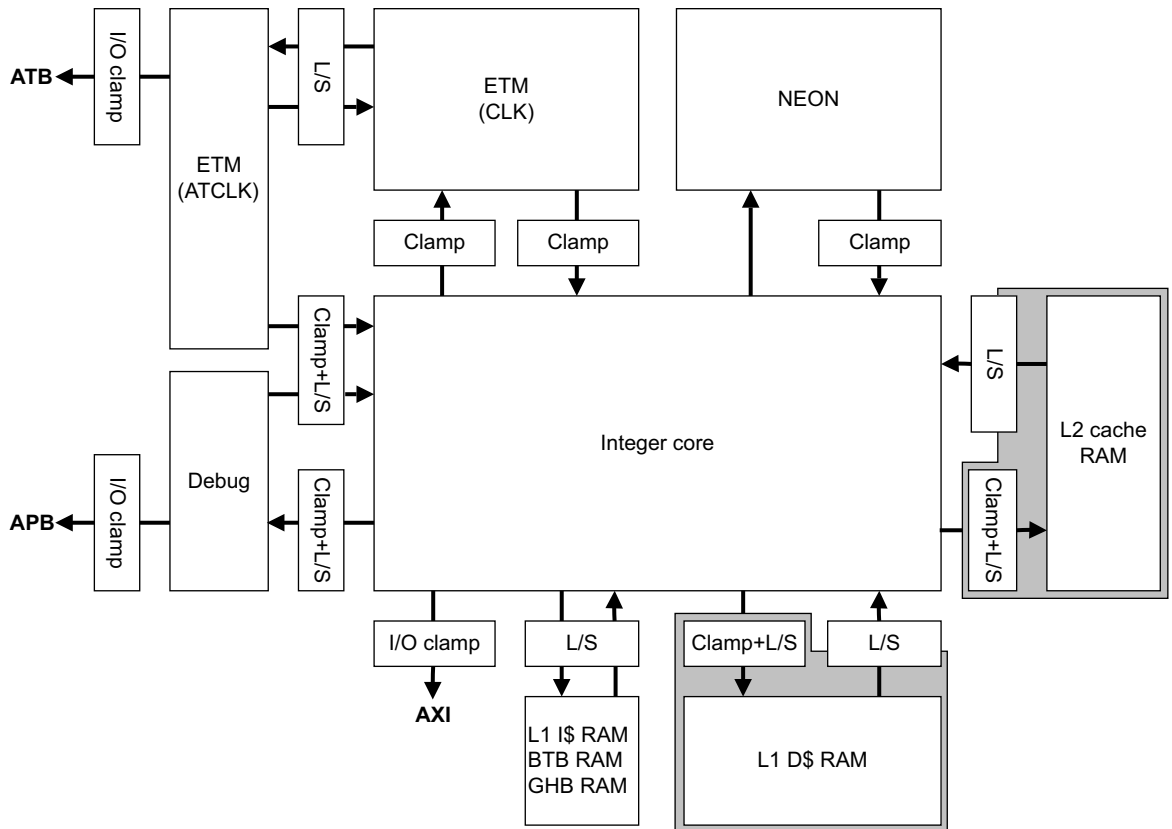 I/O clamp
L/S
ATB
ETM
(CLK)
NEON
ETM
(ATCLK)
Clamp
Clamp
Clamp
Clamp+L/S
L/S
Integer core
L2 cache
RAM
Debug
I/O clamp
APB
Clamp+L/S
Clamp+L/S
I/O clamp
L/S
Clamp+L/S
L/S
AXI
L1 I$ RAM
BTB RAM
GHB RAM
L1 D$ RAM